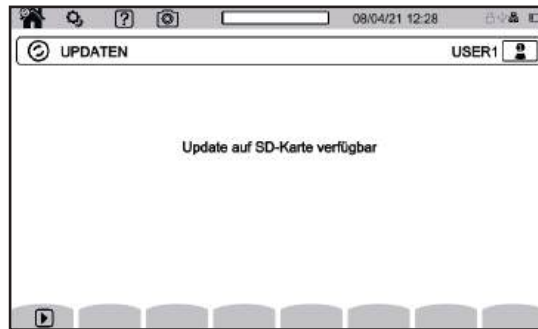 08/04/21 12:28
UPDATEN
USER1
Update auf SD-Karte verfügbar